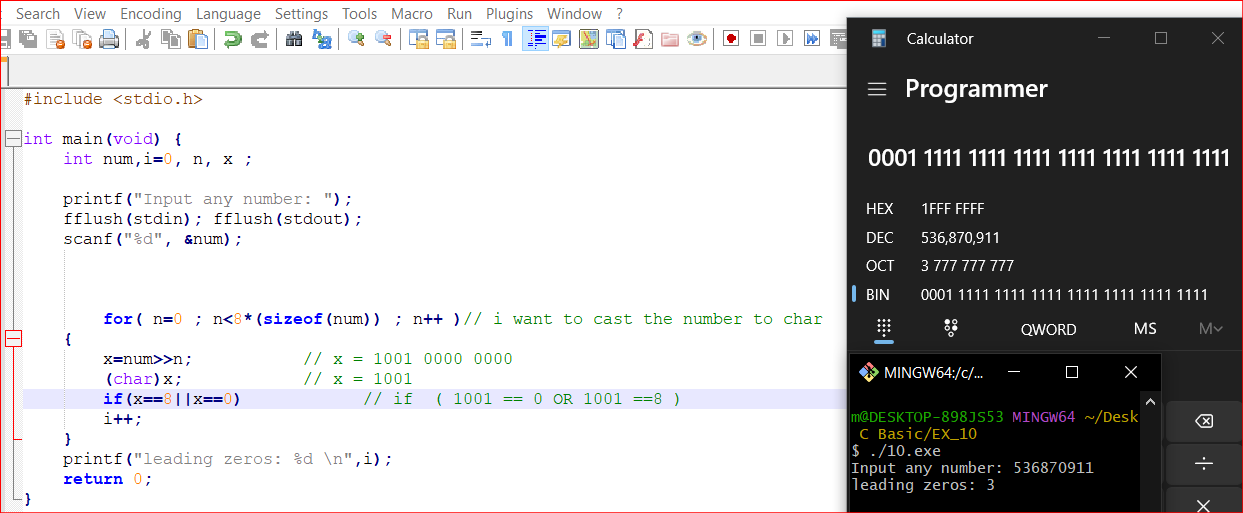 Search View Encoding Language Settings Tools Macro Run Plugins Window ?
#include <stdio.h>
int main(void) {
int num,i=0, n, x ;
printf("Input any number: ");
fflush(stdin); fflush(stdout);
scanf("%d", &num);
for( n=0 ; n<8*(sizeof(num)) ; n++ )// i want to cast the number to char
{
x=num>>n; // x = 1001 0000 0000
(char)x; // x = 1001
if(x==8||x==0) // if ( 1001 == 0 OR 1001 ==8 )
i++;
}
printf("leading zeros: %d \n",i);
return 0;
}
Calculator
Programmer
0001 1111 1111 1111 1111 1111 1111 1111
HEX 1FFF FFFF
DEC 536,870,911
OCT 3 777 777 777
BIN 0001 1111 1111 1111 1111 1111 1111 1111
QWORD MS M
MINGW64:/c/...
m@DESKTOP-898JS53 MINGW64 ~/Desk
C Basic/EX_10
$ ./10.exe
Input any number: 536870911
leading zeros: 3
÷